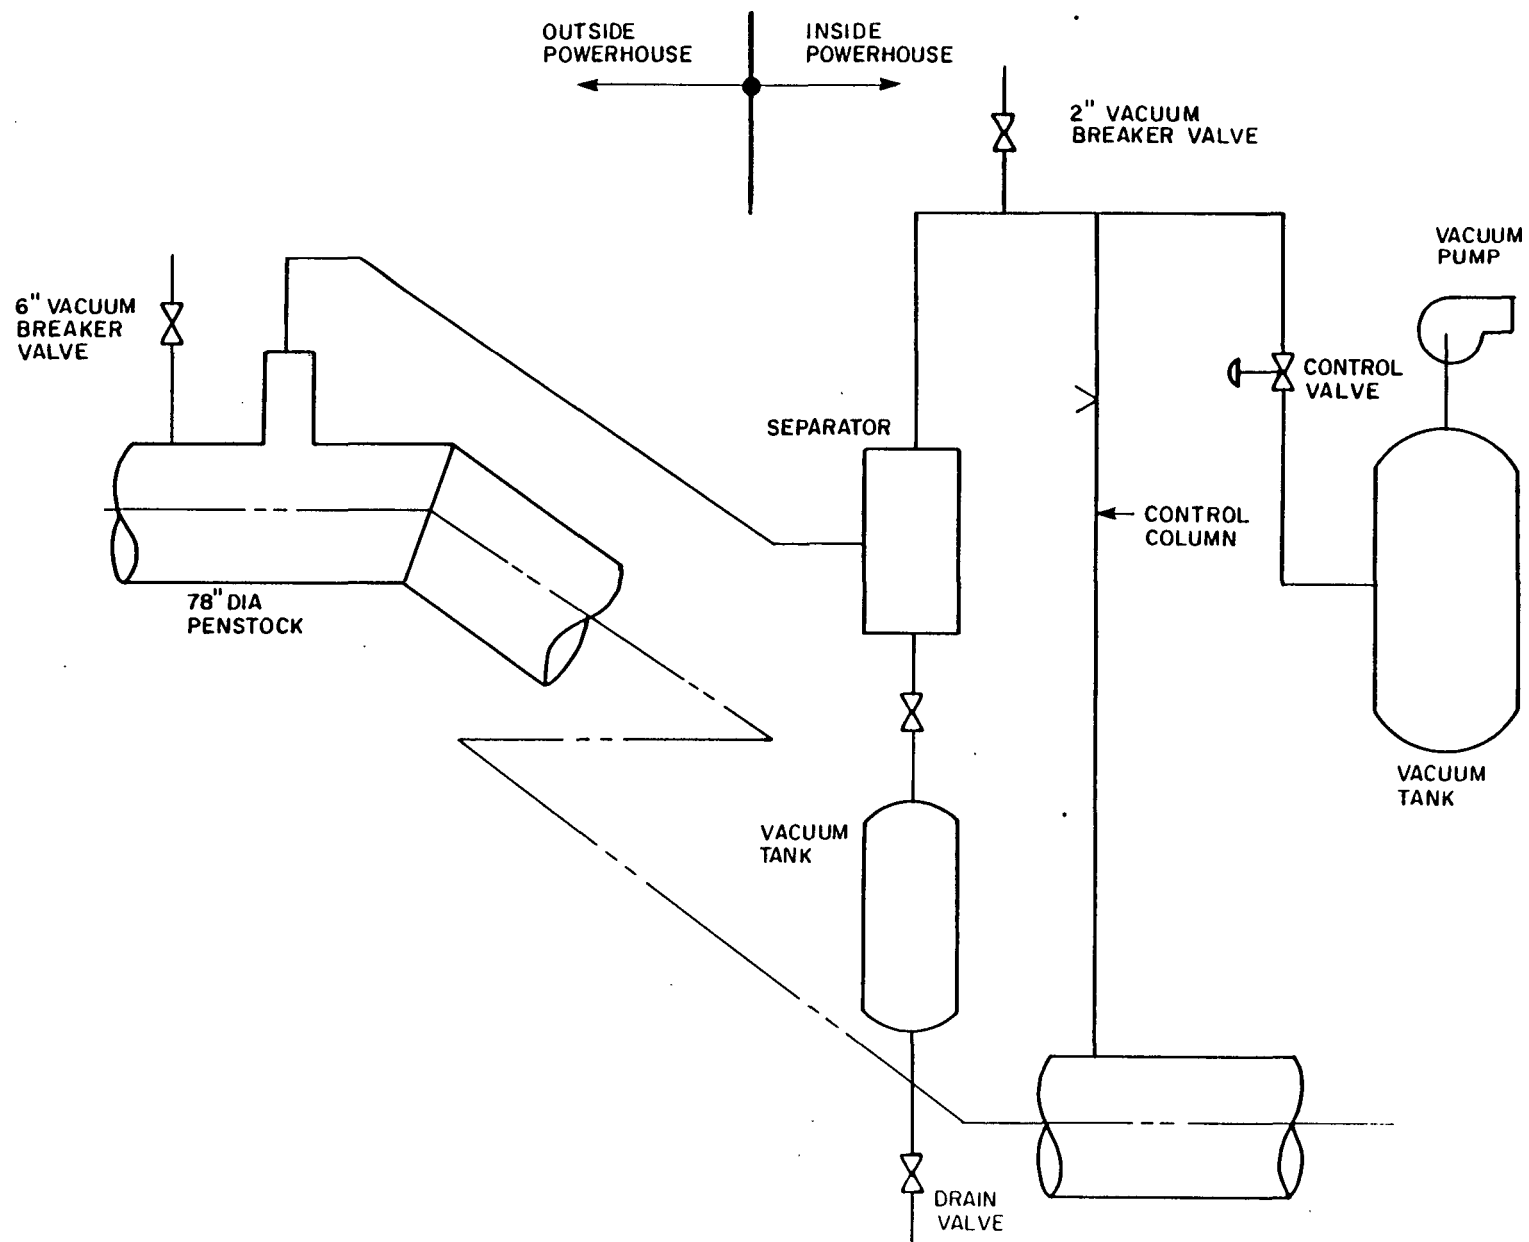 OUTSIDE
POWERHOUSE
INSIDE
POWERHOUSE
2" VACUUM
BREAKER VALVE
VACUUM
PUMP
6" VACUUM
BREAKER
VALVE
CONTROL
VALVE
SEPARATOR
CONTROL
COLUMN
78" DIA
PENSTOCK
VACUUM
TANK
VACUUM
TANK
DRAIN
VALVE